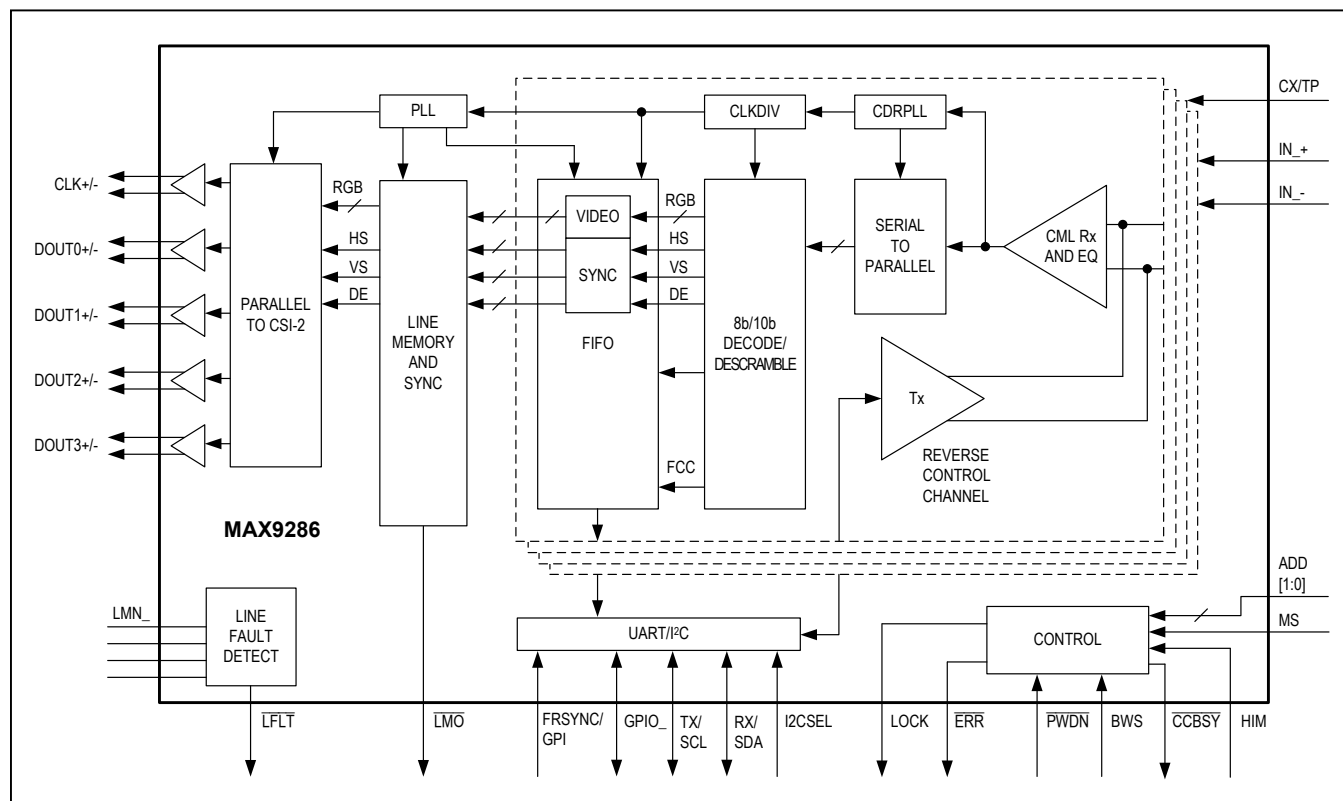 CX/TP
PLL
CLKDIV
CDRPLL
IN_+
IN_-
CLK+/-
RGB
VIDEO
RGB
SERIAL
TO
PARALLEL
CML Rx
AND EQ
DOUT0+/-
HS
HS
VS
SYNC
VS
DE
DE
DOUT1+/-
PARALLEL
TO CSI-2
LINE
MEMORY
AND
SYNC
FIFO
8b/10b
DECODE/
DESCRAMBLE
DOUT2+/-
Tx
DOUT3+/-
REVERSE
CONTROL
CHANNEL
FCC
MAX9286
ADD
[1:0]
LMN_
LINE
FAULT
DETECT
UART/I²C
CONTROL
MS
LFLT
LMO
FRSYNC/
GPI
GPIO_
TX/
SCL
RX/
SDA
I2CSEL
LOCK
ERR
PWDN
BWS
CCBSY
HIM